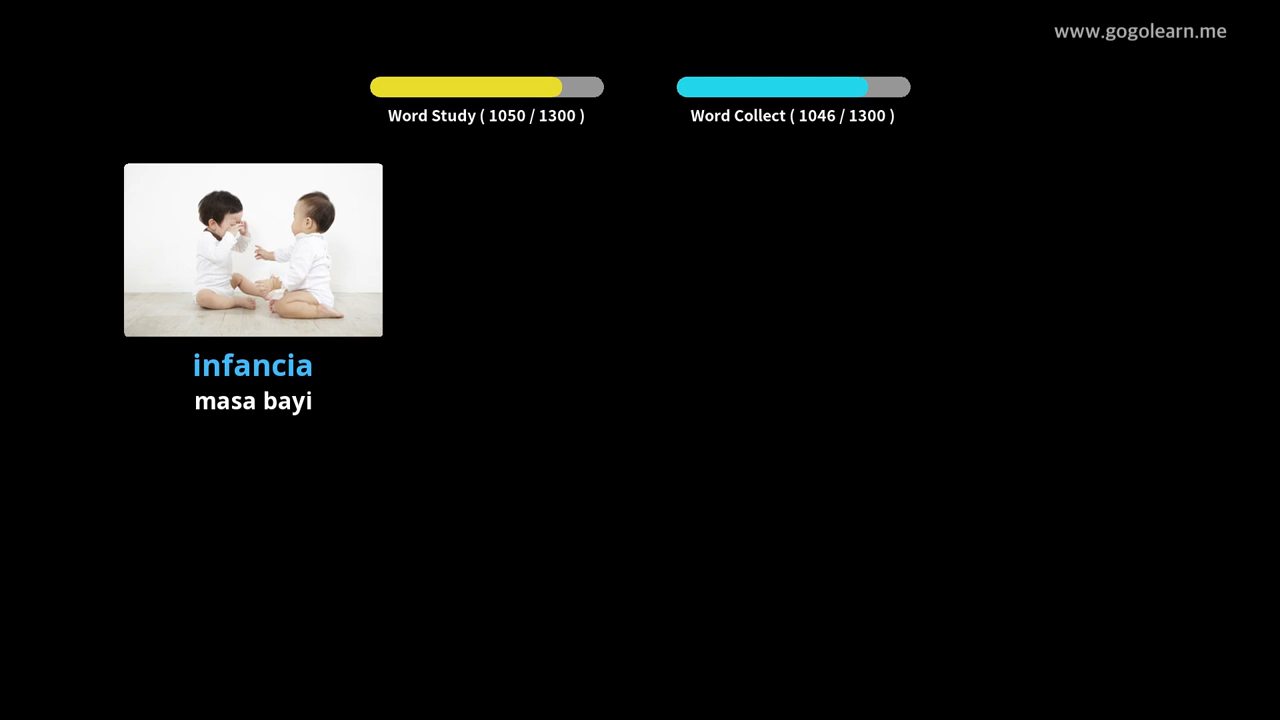 www.gogolearn.me
Word Study ( 1050 / 1300 )
Word Collect ( 1046 / 1300 )
infancia
masa bayi